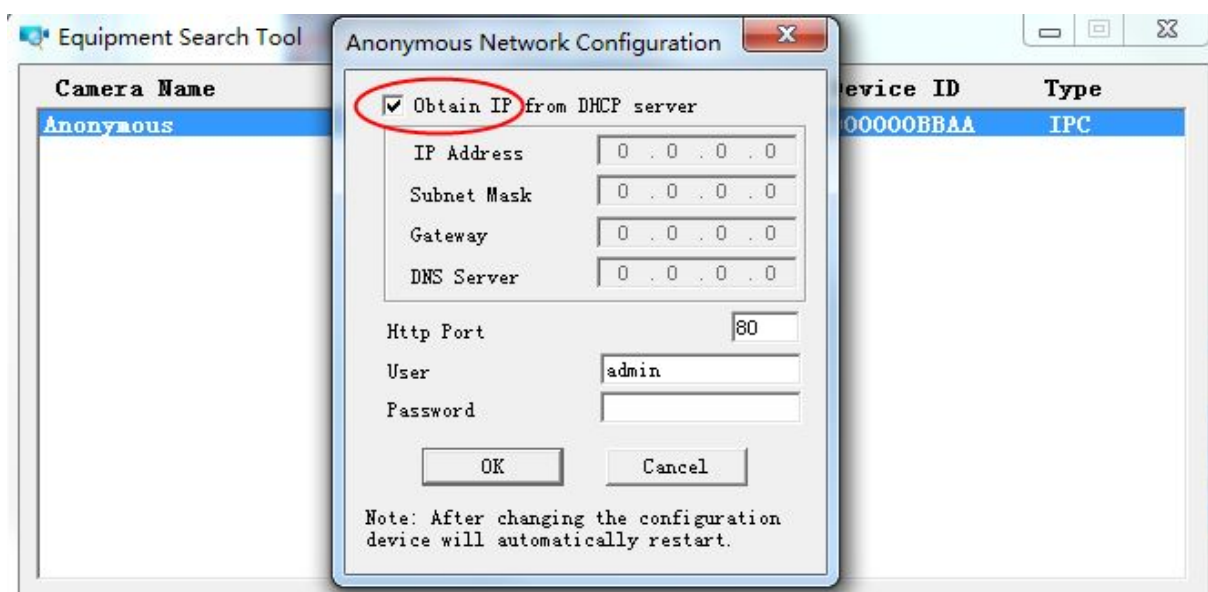 Equipment Search Tool
Anonymous Network Configuration
Camera Name
Device ID
Type
Anonymous
IPC
Obtain IP from DHCP server
IP Address 0 . 0 . 0 . 0
Subnet Mask 0 . 0 . 0 . 0
Gateway 0 . 0 . 0 . 0
DNS Server 0 . 0 . 0 . 0
Http Port 80
User admin
Password
OK Cancel
Note: After changing the configuration
device will automatically restart.